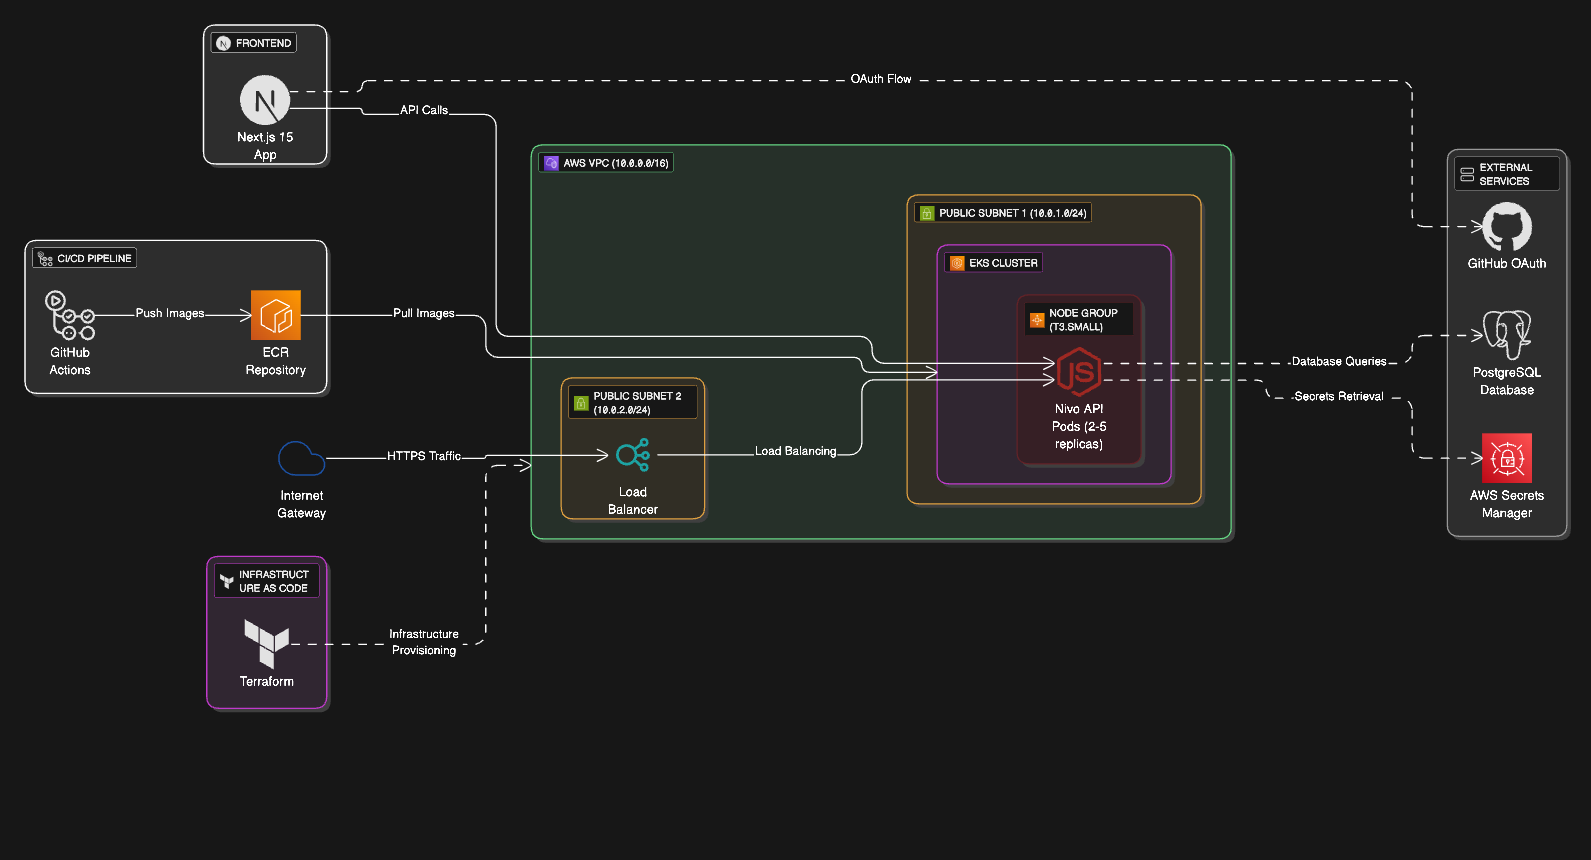 FRONTEND
Next.js 15
App
OAuth Flow
API Calls
AWS VPC (10.0.0.0/16)
EXTERNAL
SERVICES
PUBLIC SUBNET 1 (10.0.1.0/24)
GitHub OAuth
CI/CD PIPELINE
EKS CLUSTER
Push Images
Pull Images
GitHub
Actions
ECR
Repository
NODE GROUP
(T3.SMALL)
Nivo API
Pods (2-5
replicas)
Database Queries
PostgreSQL
Database
Secrets Retrieval
PUBLIC SUBNET 2
(10.0.2.0/24)
HTTPS Traffic
Load Balancing
Internet
Gateway
Load
Balancer
AWS Secrets
Manager
INFRASTRUCT
URE AS CODE
Infrastructure
Provisioning
Terraform